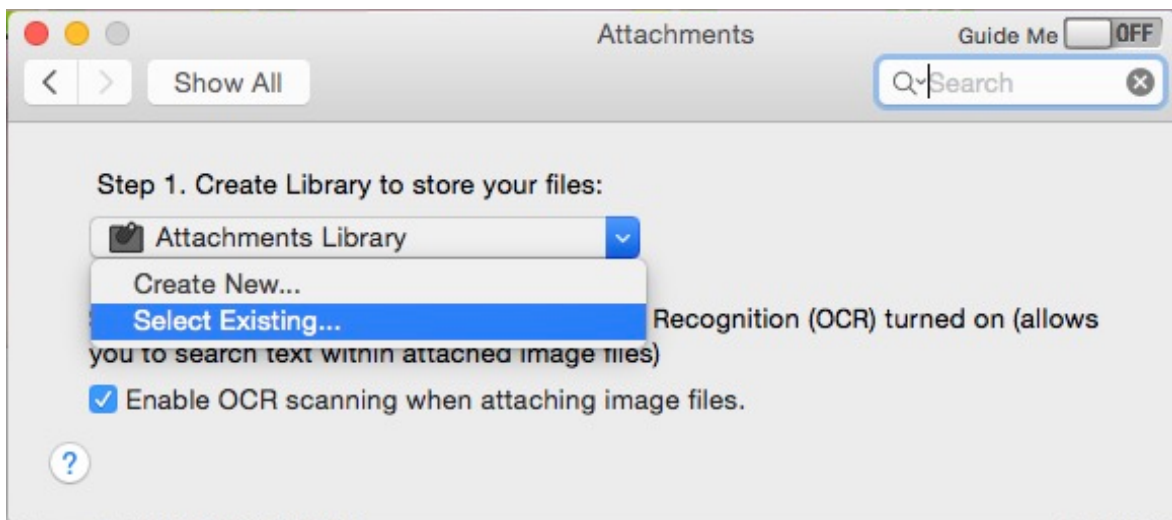 Attachments
Guide Me OFF
Show All
Search
Step 1. Create Library to store your files:
Attachments Library
Create New...
Select Existing...
Recognition (OCR) turned on (allows
you to search text within attached image files)
Enable OCR scanning when attaching image files.
?